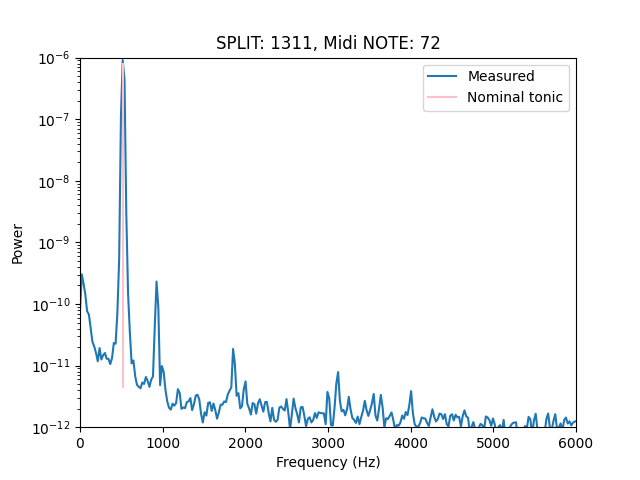 SPLIT: 1311, Midi NOTE: 72
Measured
Nominal tonic
Power
10⁻⁶
10⁻⁷
10⁻⁸
10⁻⁹
10⁻¹⁰
10⁻¹¹
10⁻¹²
0 1000 2000 3000 4000 5000 6000
Frequency (Hz)